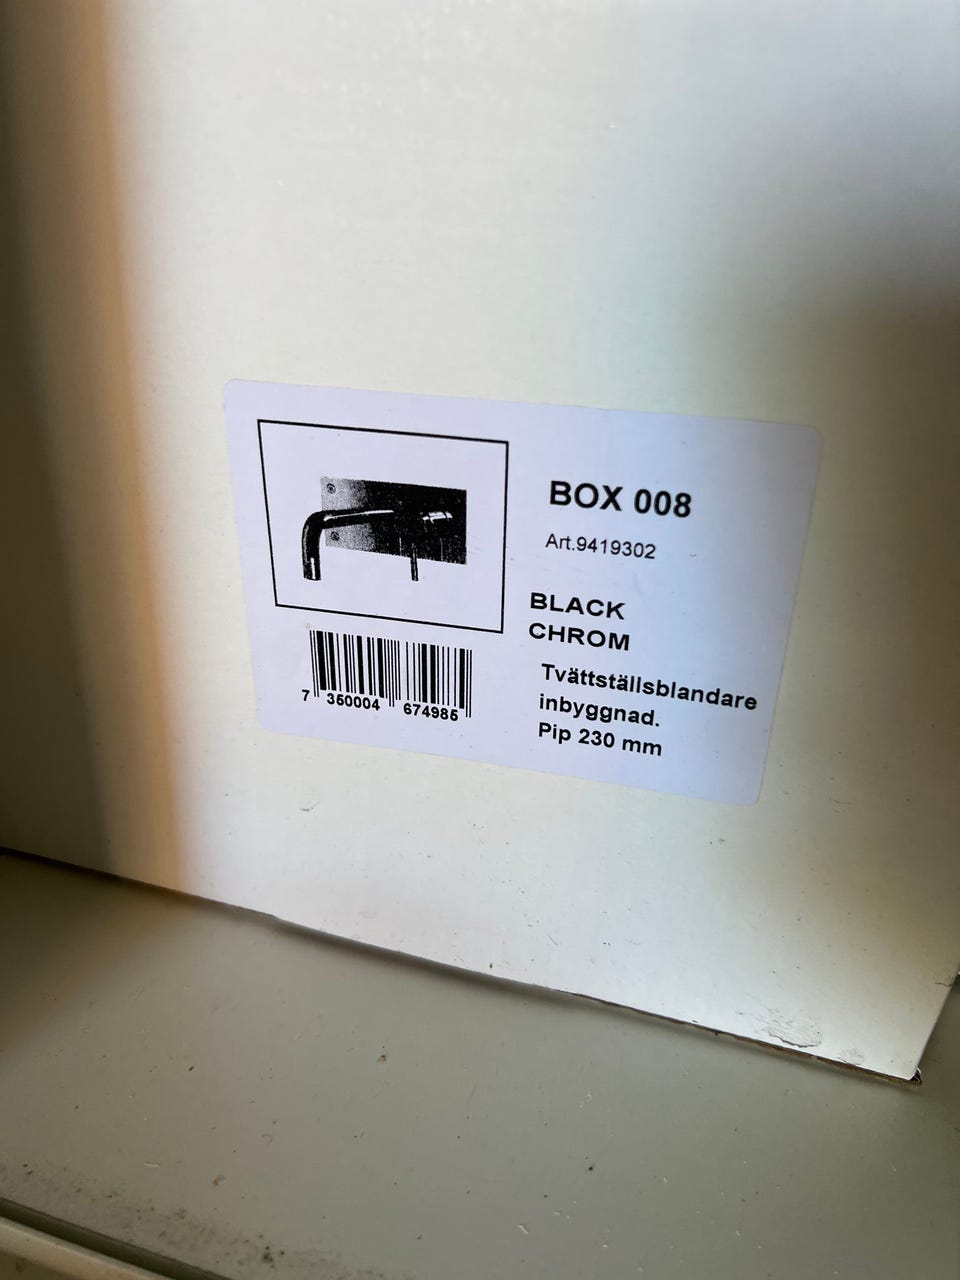 BOX 008
Art.9419302
BLACK
CHROM
Tvättställsblandare
inbyggnad.
Pip 230 mm
7 350004 674985